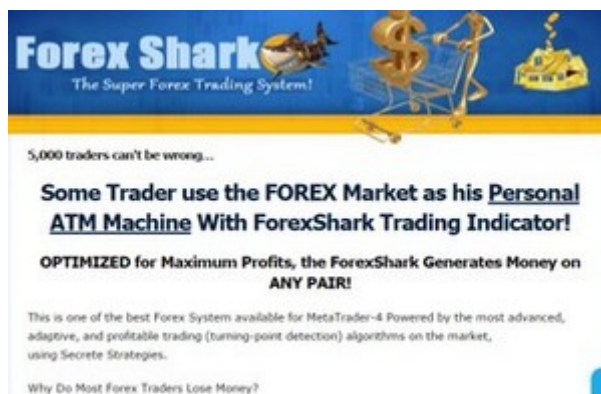 Forex Shark
The Super Forex Trading System!
$
5,000 traders can't be wrong...
Some Trader use the FOREX Market as his Personal
ATM Machine With ForexShark Trading Indicator!
OPTIMIZED for Maximum Profits, the ForexShark Generates Money on
ANY PAIR!
This is one of the best Forex System available for MetaTrader-4 Powered by the most advanced,
adaptive, and profitable trading (turning-point detection) algorithms on the market,
using Secrete Strategies.
Why Do Most Forex Traders Lose Money?